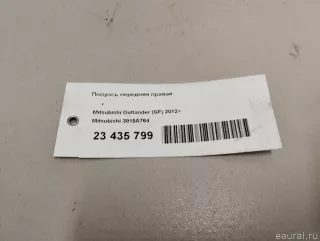 Полуось передняя правая
Mitsubishi Outlander (GF) 2012>
Mitsubishi 3815A764
23 435 799
© eaural.ru